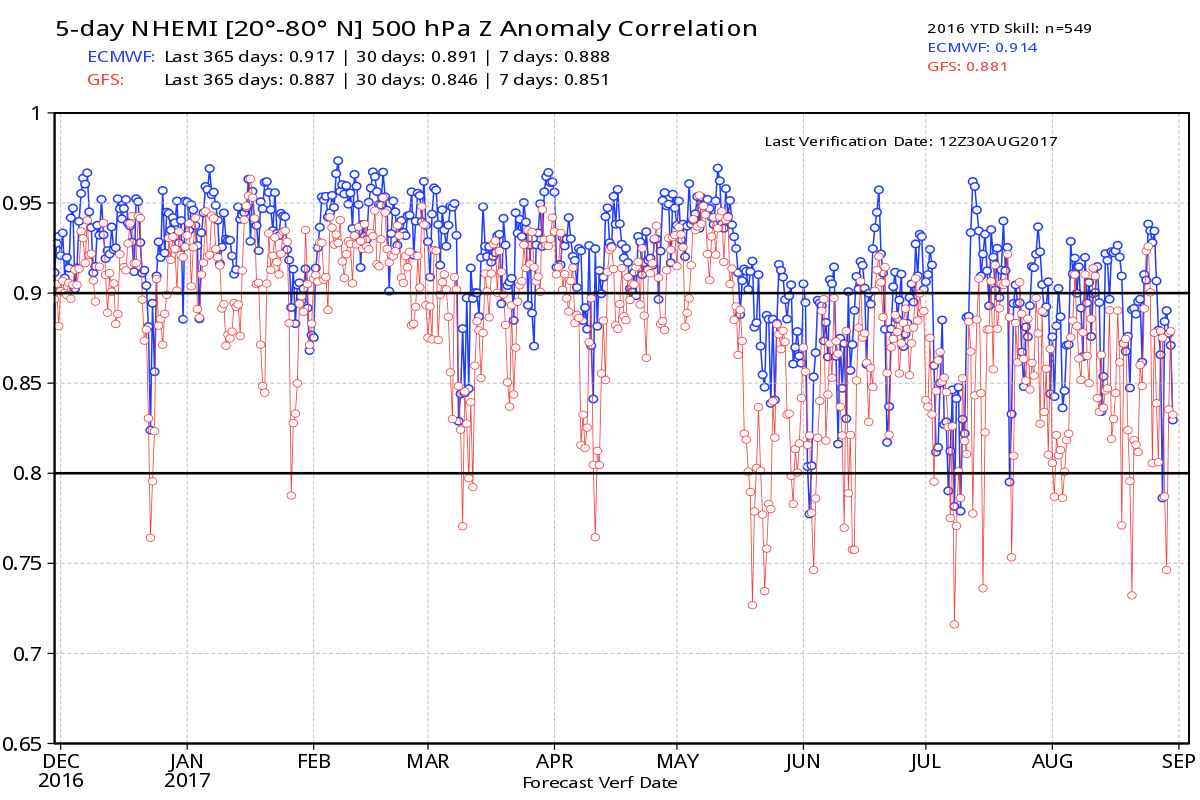 5-day NHEMI [20°-80° N] 500 hPa Z Anomaly Correlation
ECMWF: Last 365 days: 0.917 | 30 days: 0.891 | 7 days: 0.888
GFS: Last 365 days: 0.887 | 30 days: 0.846 | 7 days: 0.851
2016 YTD Skill: n=549
ECMWF: 0.914
GFS: 0.881
Last Verification Date: 12Z30AUG2017
1
0.95
0.9
0.85
0.8
0.75
0.7
0.65
DEC JAN FEB MAR APR MAY JUN JUL AUG SEP
2016 2017
Forecast Verf Date